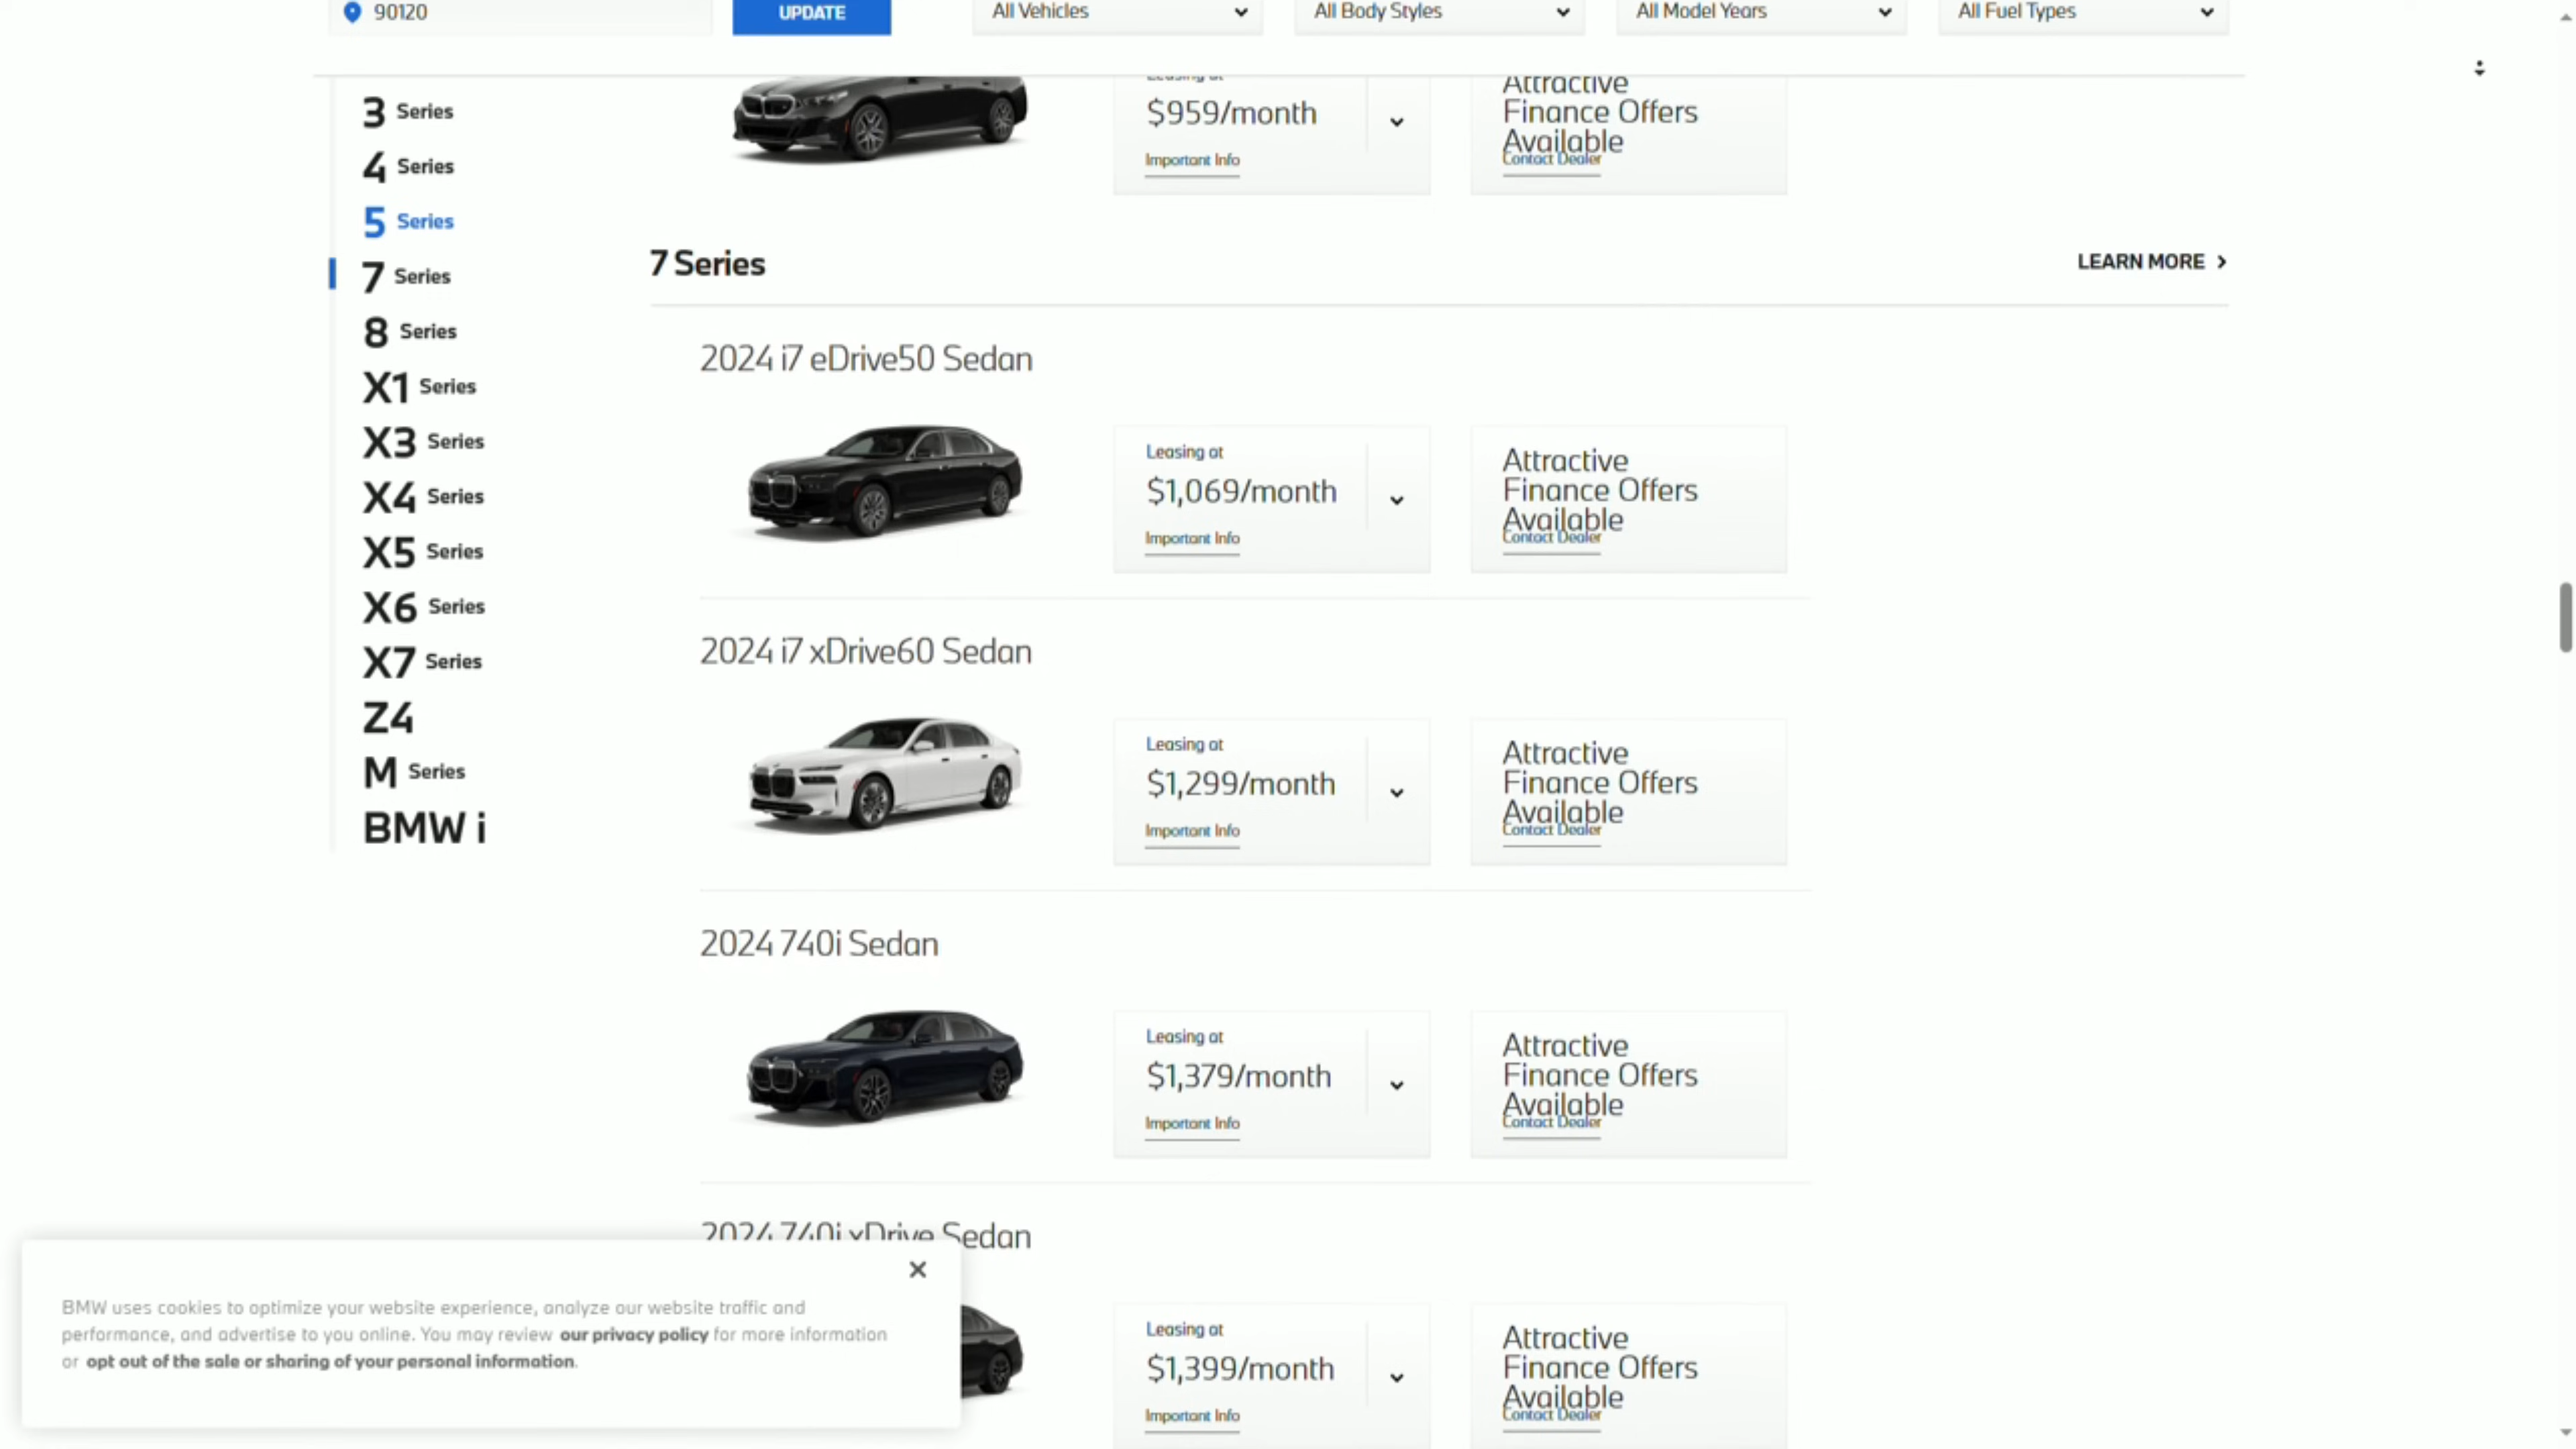 90120
UPDATE
All Vehicles
All Body Styles
All Model Years
All Fuel Types
3 Series
4 Series
5 Series
7 Series
8 Series
X1 Series
X3 Series
X4 Series
X5 Series
X6 Series
X7 Series
Z4
M Series
BMW i
Leasing at
$959/month
Important Info
Attractive
Finance Offers
Available
Contact Dealer
7 Series
LEARN MORE
2024 i7 eDrive50 Sedan
Leasing at
$1,069/month
Important Info
Attractive
Finance Offers
Available
Contact Dealer
2024 i7 xDrive60 Sedan
Leasing at
$1,299/month
Important Info
Attractive
Finance Offers
Available
Contact Dealer
2024 740i Sedan
Leasing at
$1,379/month
Important Info
Attractive
Finance Offers
Available
Contact Dealer
2024 740i xDrive Sedan
Leasing at
$1,399/month
Important Info
Attractive
Finance Offers
Available
Contact Dealer
BMW uses cookies to optimize your website experience, analyze our website traffic and
performance, and advertise to you online. You may review our privacy policy for more information
or opt out of the sale or sharing of your personal information.